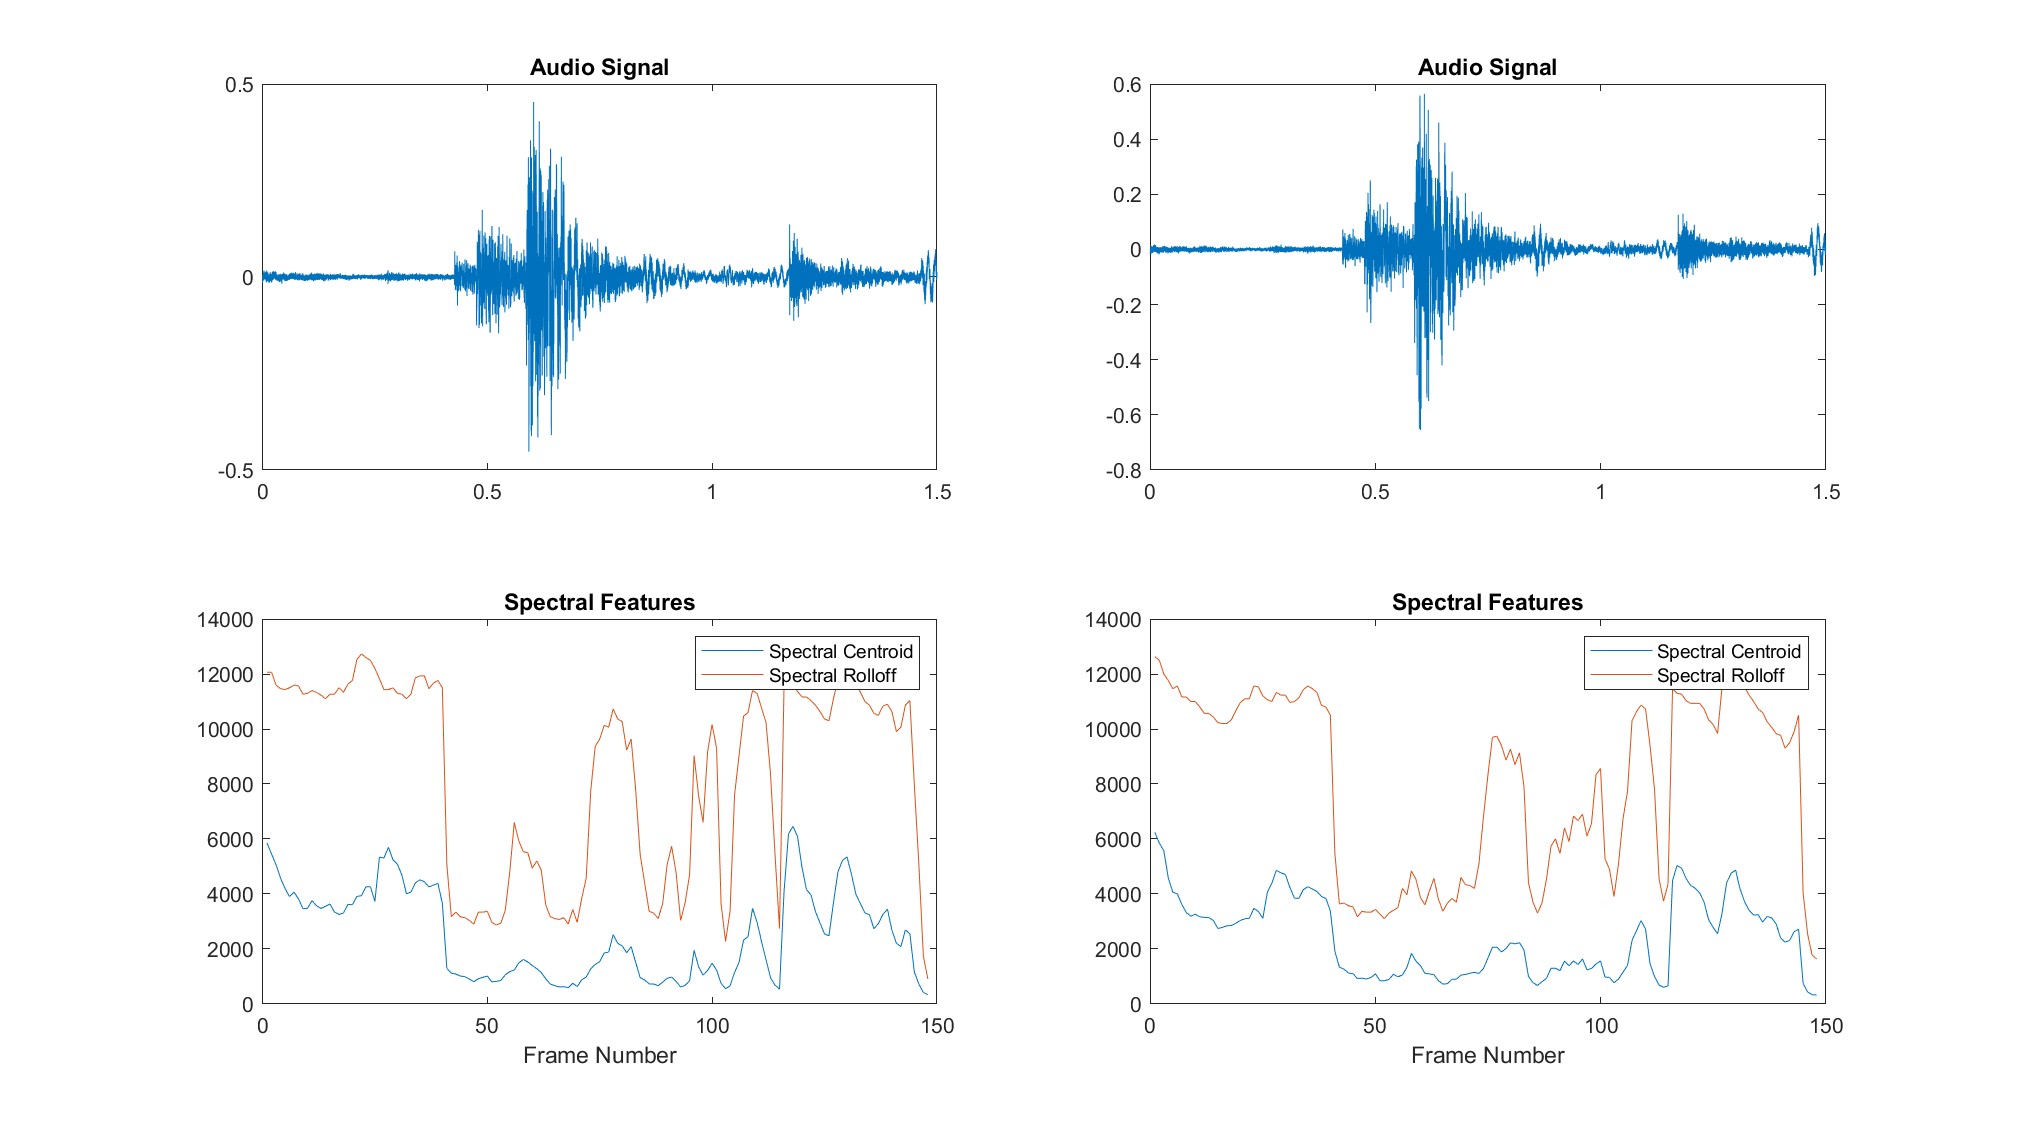 Audio Signal
0.5
0
-0.5
0 0.5 1 1.5
Audio Signal
0.6
0.4
0.2
0
-0.2
-0.4
-0.6
-0.8
0 0.5 1 1.5
Spectral Features
14000
12000
10000
8000
6000
4000
2000
0
Spectral Centroid
Spectral Rolloff
0 50 100 150
Frame Number
Spectral Features
14000
12000
10000
8000
6000
4000
2000
0
Spectral Centroid
Spectral Rolloff
0 50 100 150
Frame Number